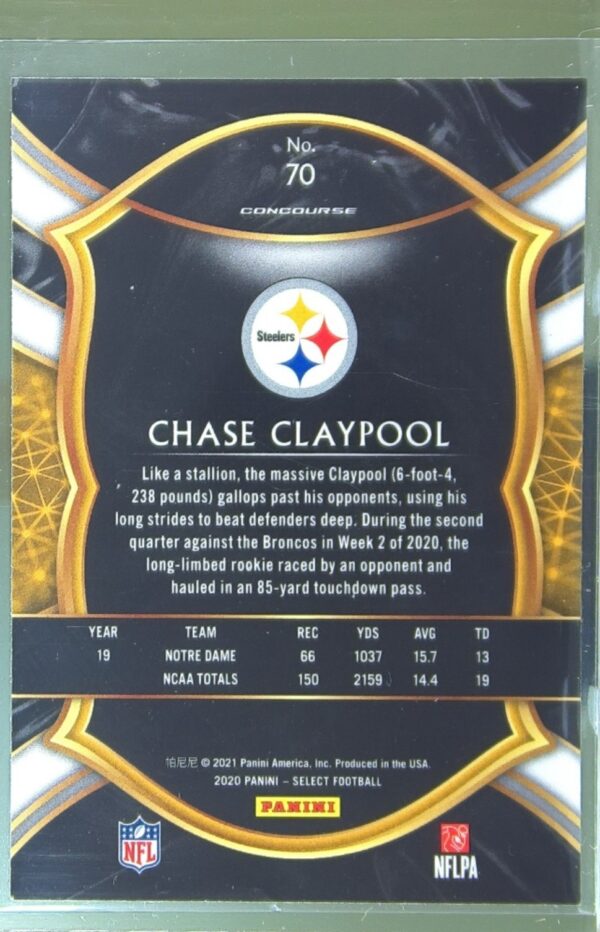 No.
70
CONCOURSE
Steelers
CHASE CLAYPOOL
Like a stallion, the massive Claypool (6-foot-4,
238 pounds) gallops past his opponents, using his
long strides to beat defenders deep. During the second
quarter against the Broncos in Week 2 of 2020, the
long-limbed rookie raced by an opponent and
hauled in an 85-yard touchdown pass.
YEAR TEAM REC YDS AVG TD
19 NOTRE DAME 66 1037 15.7 13
NCAA TOTALS 150 2159 14.4 19
帕尼尼 © 2021 Panini America, Inc. Produced in the USA.
2020 PANINI – SELECT FOOTBALL
PANINI
NFL
NFLPA